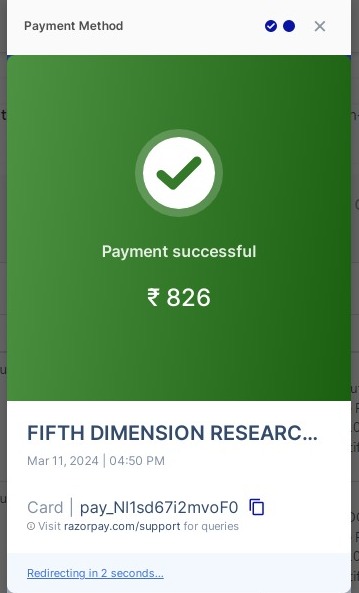 Payment Method
Payment successful
₹ 826
FIFTH DIMENSION RESEARC...
Mar 11, 2024 | 04:50 PM
Card | pay_Nl1sd67i2mvoF0
Visit razorpay.com/support for queries
Redirecting in 2 seconds...